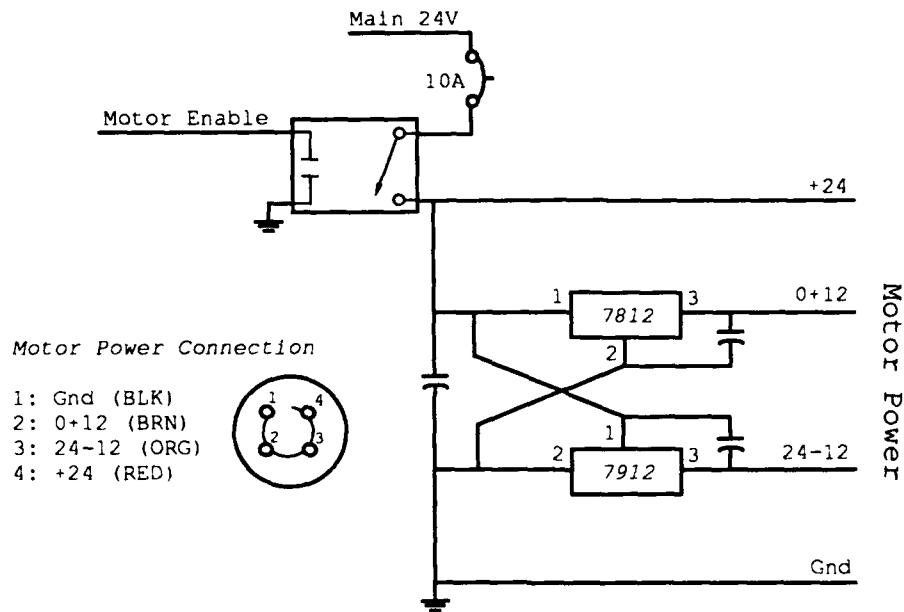 Main 24V
10A
Motor Enable
+24
1
7812
3
0+12
2
Motor Power
Motor Power Connection
1: Gnd (BLK)
2: 0+12 (BRN)
3: 24-12 (ORG)
4: +24 (RED)
1
4
2
3
1
2
7912
3
24-12
Gnd